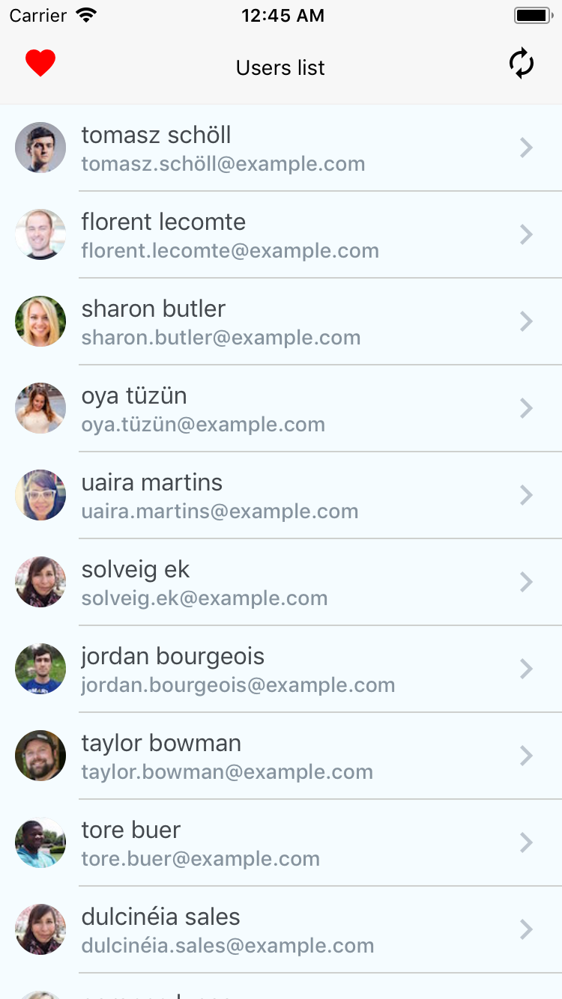 Carrier
12:45 AM
Users list
tomasz schöll
tomasz.schöll@example.com
florent lecomte
florent.lecomte@example.com
sharon butler
sharon.butler@example.com
oya tüzün
oya.tüzün@example.com
uaira martins
uaira.martins@example.com
solveig ek
solveig.ek@example.com
jordan bourgeois
jordan.bourgeois@example.com
taylor bowman
taylor.bowman@example.com
tore buer
tore.buer@example.com
dulcinéia sales
dulcinéia.sales@example.com